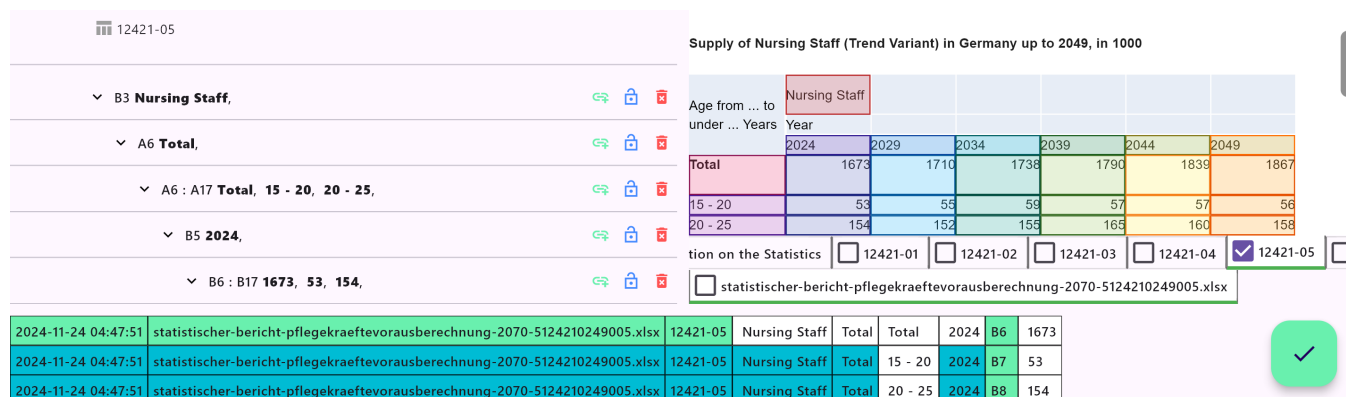 12421-05
B3 Nursing Staff,
A6 Total,
A6 : A17 Total, 15 - 20, 20 - 25,
B5 2024,
B6 : B17 1673, 53, 154,
Supply of Nursing Staff (Trend Variant) in Germany up to 2049, in 1000
Age from ... to
under ... Years
Nursing Staff
Year
2024 2029 2034 2039 2044 2049
Total 1673 1710 1738 1790 1839 1867
15 - 20 53 55 59 57 57 56
20 - 25 154 152 155 165 160 158
tion on the Statistics 12421-01 12421-02 12421-03 12421-04 12421-05
statistischer-bericht-pflegekraeftevorausberechnung-2070-5124210249005.xlsx
2024-11-24 04:47:51 statistischer-bericht-pflegekraeftevorausberechnung-2070-5124210249005.xlsx 12421-05 Nursing Staff Total Total 2024 B6 1673
2024-11-24 04:47:51 statistischer-bericht-pflegekraeftevorausberechnung-2070-5124210249005.xlsx 12421-05 Nursing Staff Total 15 - 20 2024 B7 53
2024-11-24 04:47:51 statistischer-bericht-pflegekraeftevorausberechnung-2070-5124210249005.xlsx 12421-05 Nursing Staff Total 20 - 25 2024 B8 154